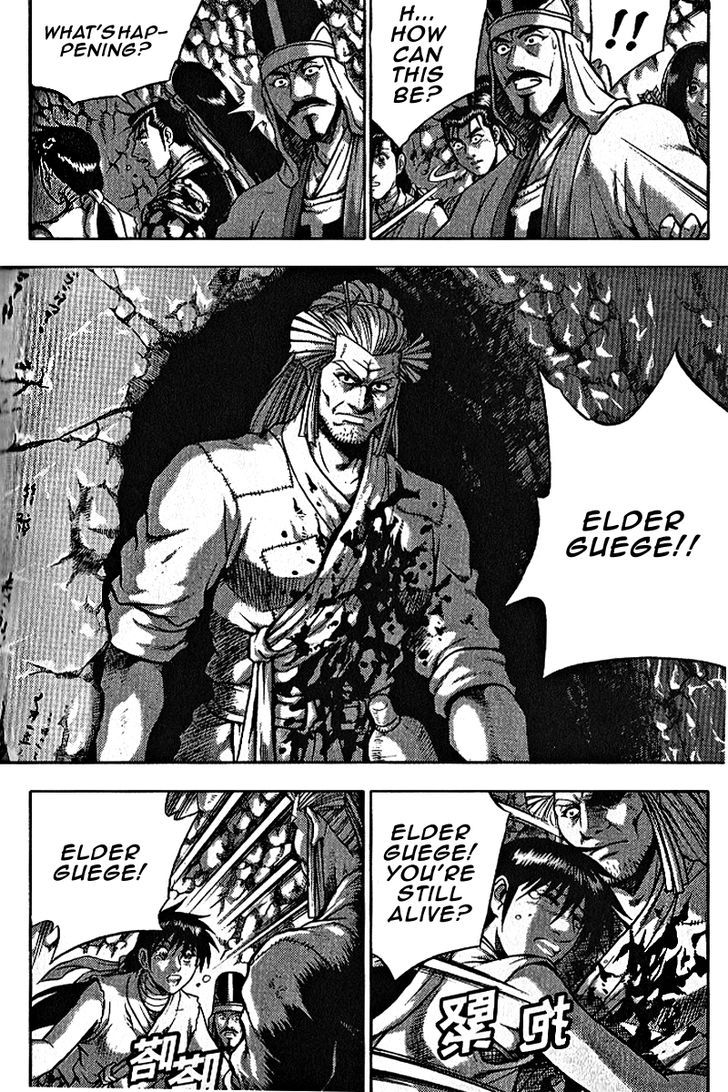 WHAT'S HAP-
PENING?
H...
HOW
CAN
THIS
BE?
!!
ELDER
GUEGE!!
ELDER
GUEGE!
ELDER
GUEGE!
YOU'RE
STILL
ALIVE?